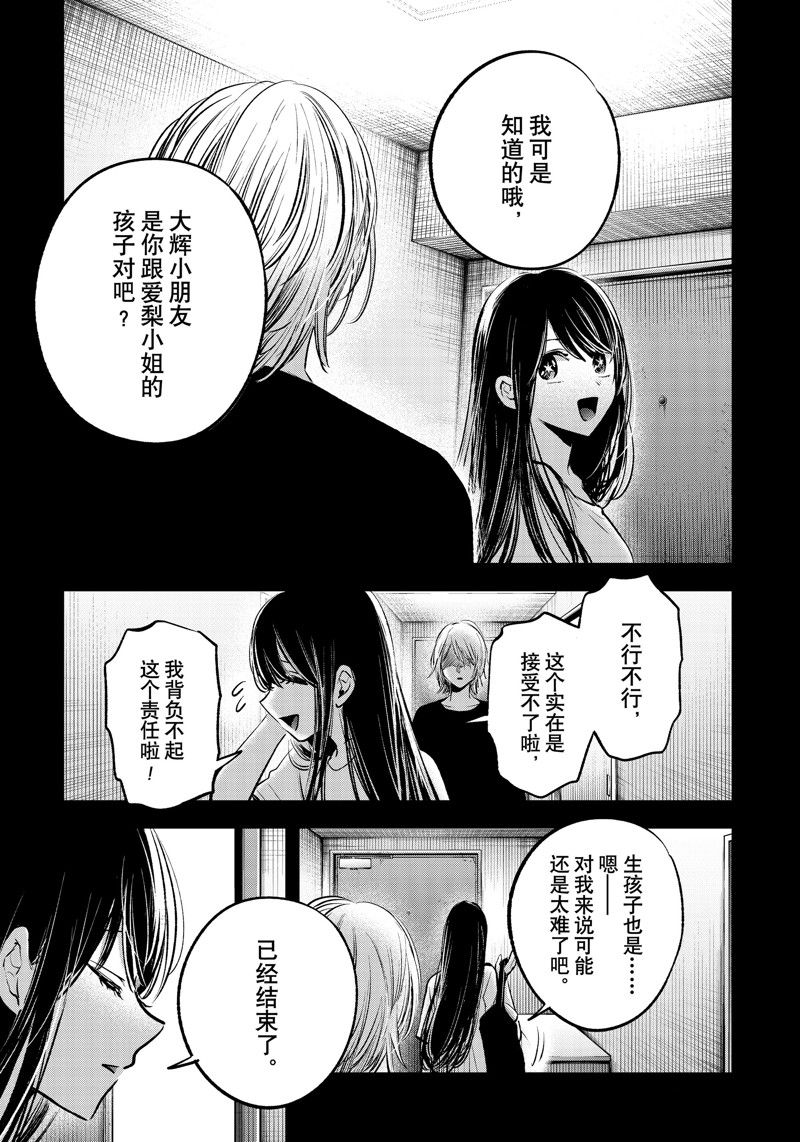 我可是
知道的哦，
大辉小朋友
是你跟爱梨小姐的
孩子对吧？
不行不行，
这个实在是
接受不了啦，
我背负不起
这个责任啦！
生孩子也是……
嗯——
对我来说可能
还是太难了吧。
已经结束了。